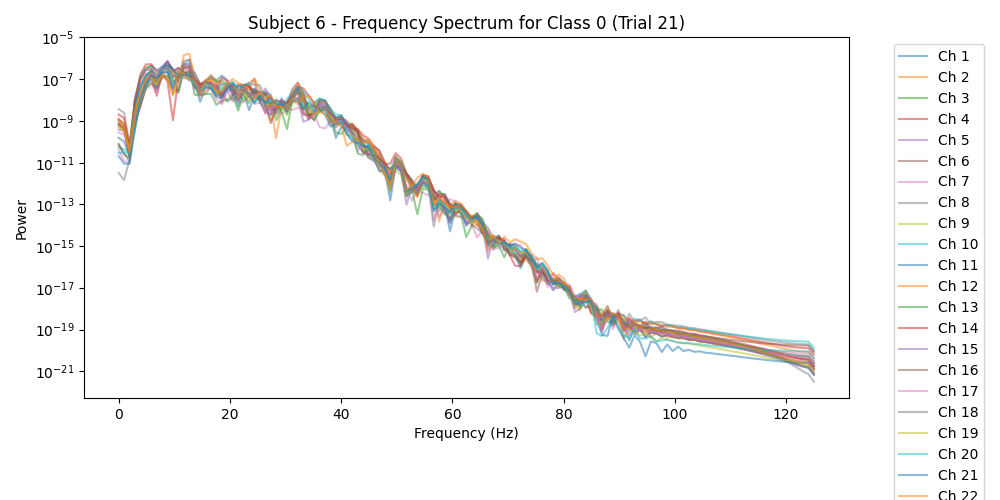 Subject 6 - Frequency Spectrum for Class 0 (Trial 21)
Power
10^-5
10^-7
10^-9
10^-11
10^-13
10^-15
10^-17
10^-19
10^-21
0 20 40 60 80 100 120
Frequency (Hz)
Ch 1
Ch 2
Ch 3
Ch 4
Ch 5
Ch 6
Ch 7
Ch 8
Ch 9
Ch 10
Ch 11
Ch 12
Ch 13
Ch 14
Ch 15
Ch 16
Ch 17
Ch 18
Ch 19
Ch 20
Ch 21
Ch 22